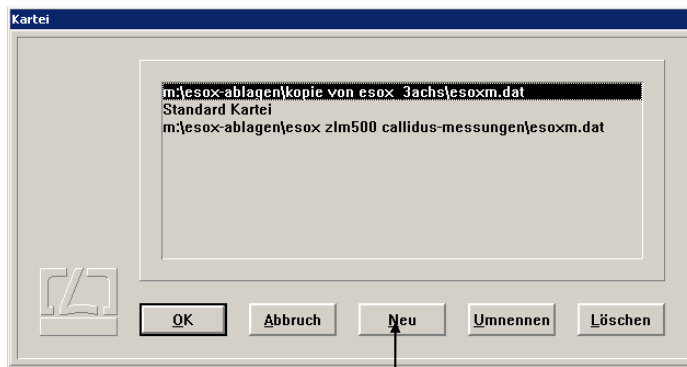 Kartei
m:\esox-ablagen\kopie von esox_3achs\esoxm.dat
Standard Kartei
m:\esox-ablagen\esox zlm500 callidus-messungen\esoxm.dat
OK Abbruch Neu Umnennen Löschen